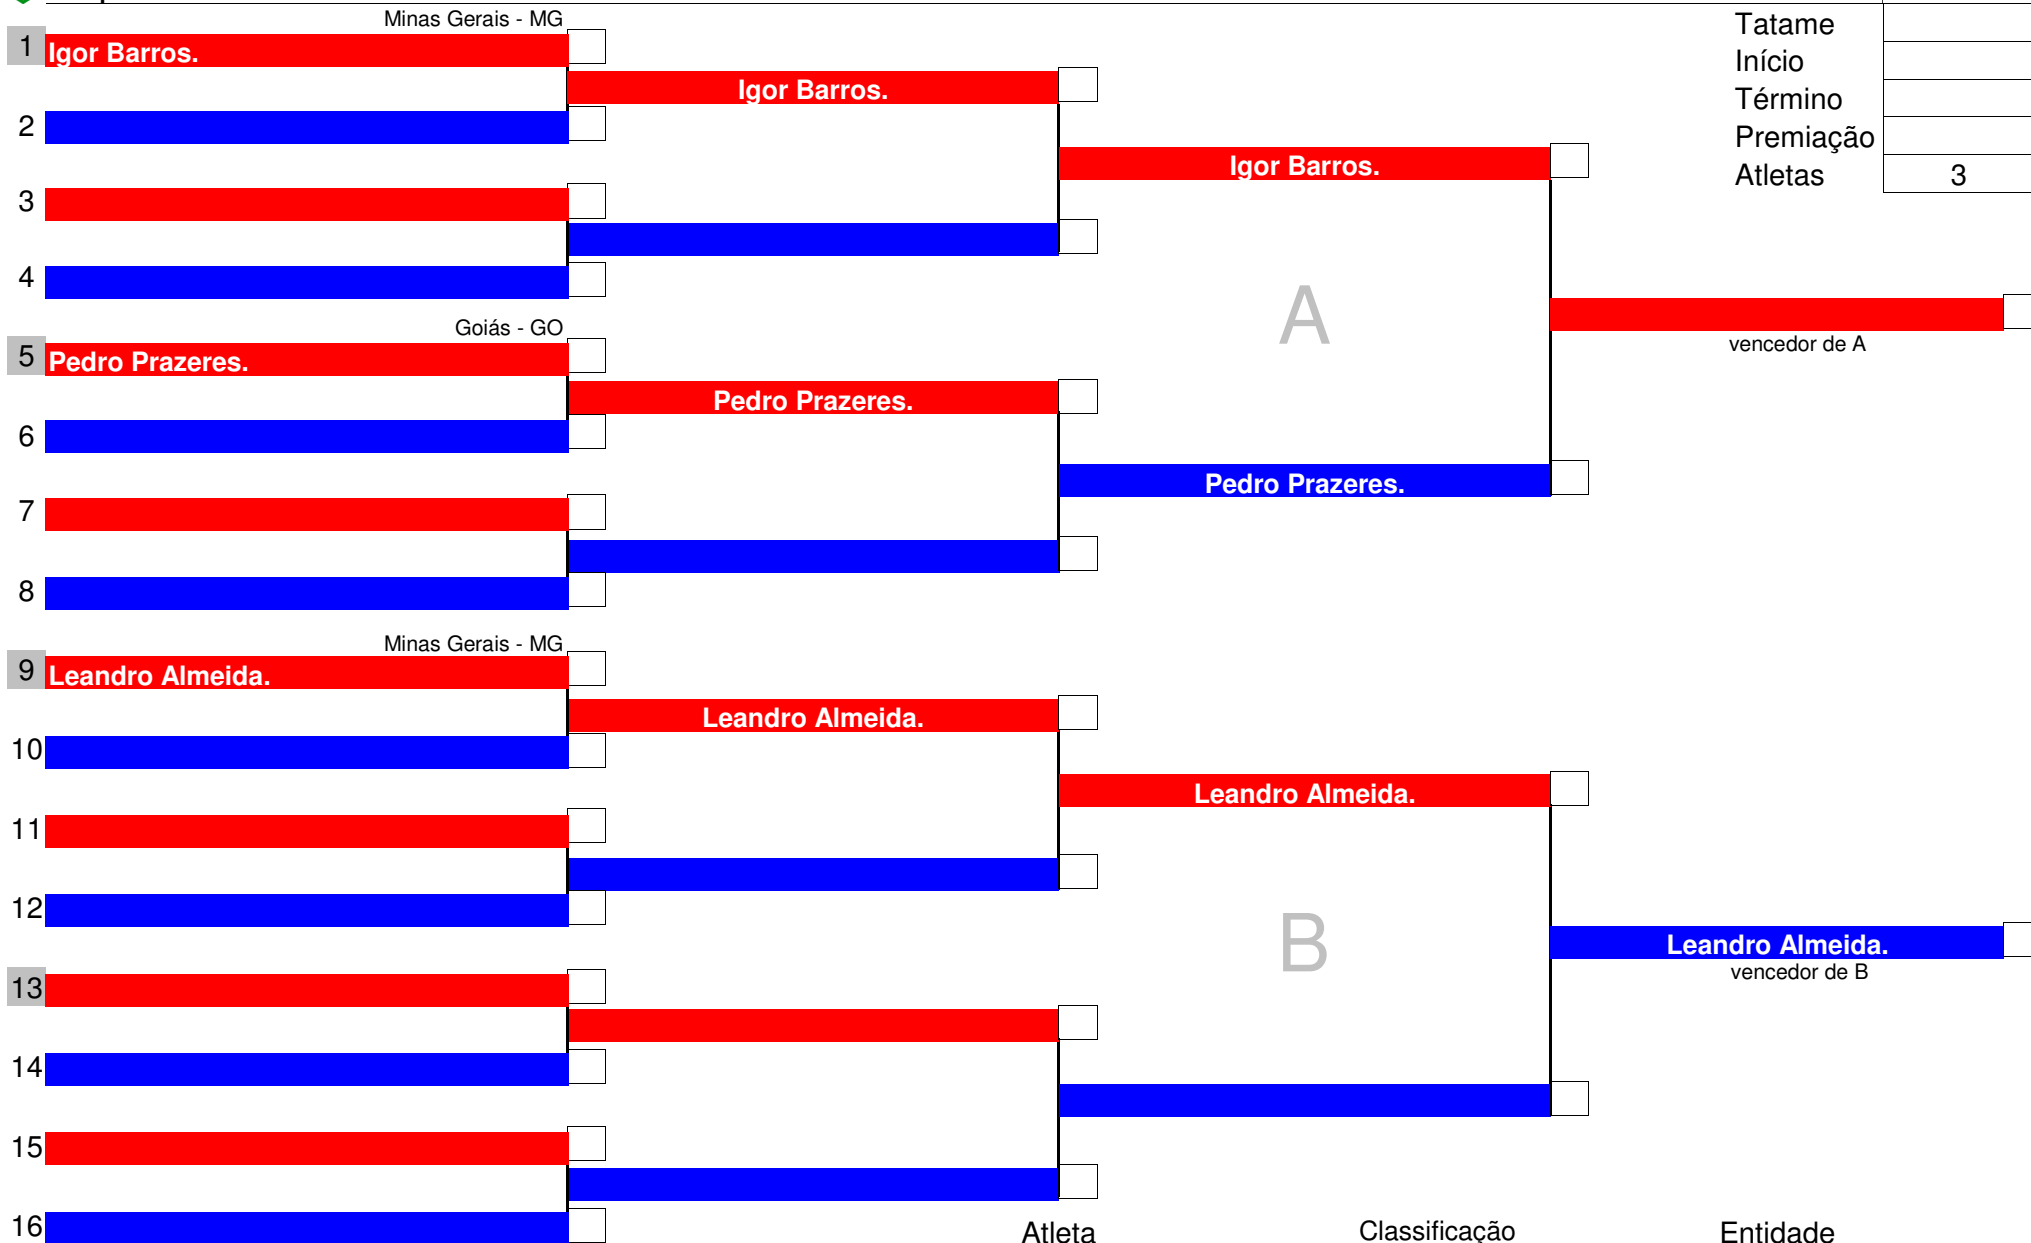 Minas Gerais - MG
Tatame
1 Igor Barros.
Início
Igor Barros.
Término
2
Premiação
Igor Barros.
Atletas 3
3
4
A
Goiás - GO
vencedor de A
5 Pedro Prazeres.
Pedro Prazeres.
6
Pedro Prazeres.
7
8
Minas Gerais - MG
9 Leandro Almeida.
Leandro Almeida.
10
Leandro Almeida.
11
12
B
Leandro Almeida.
vencedor de B
13
14
15
16
Atleta Classificação Entidade